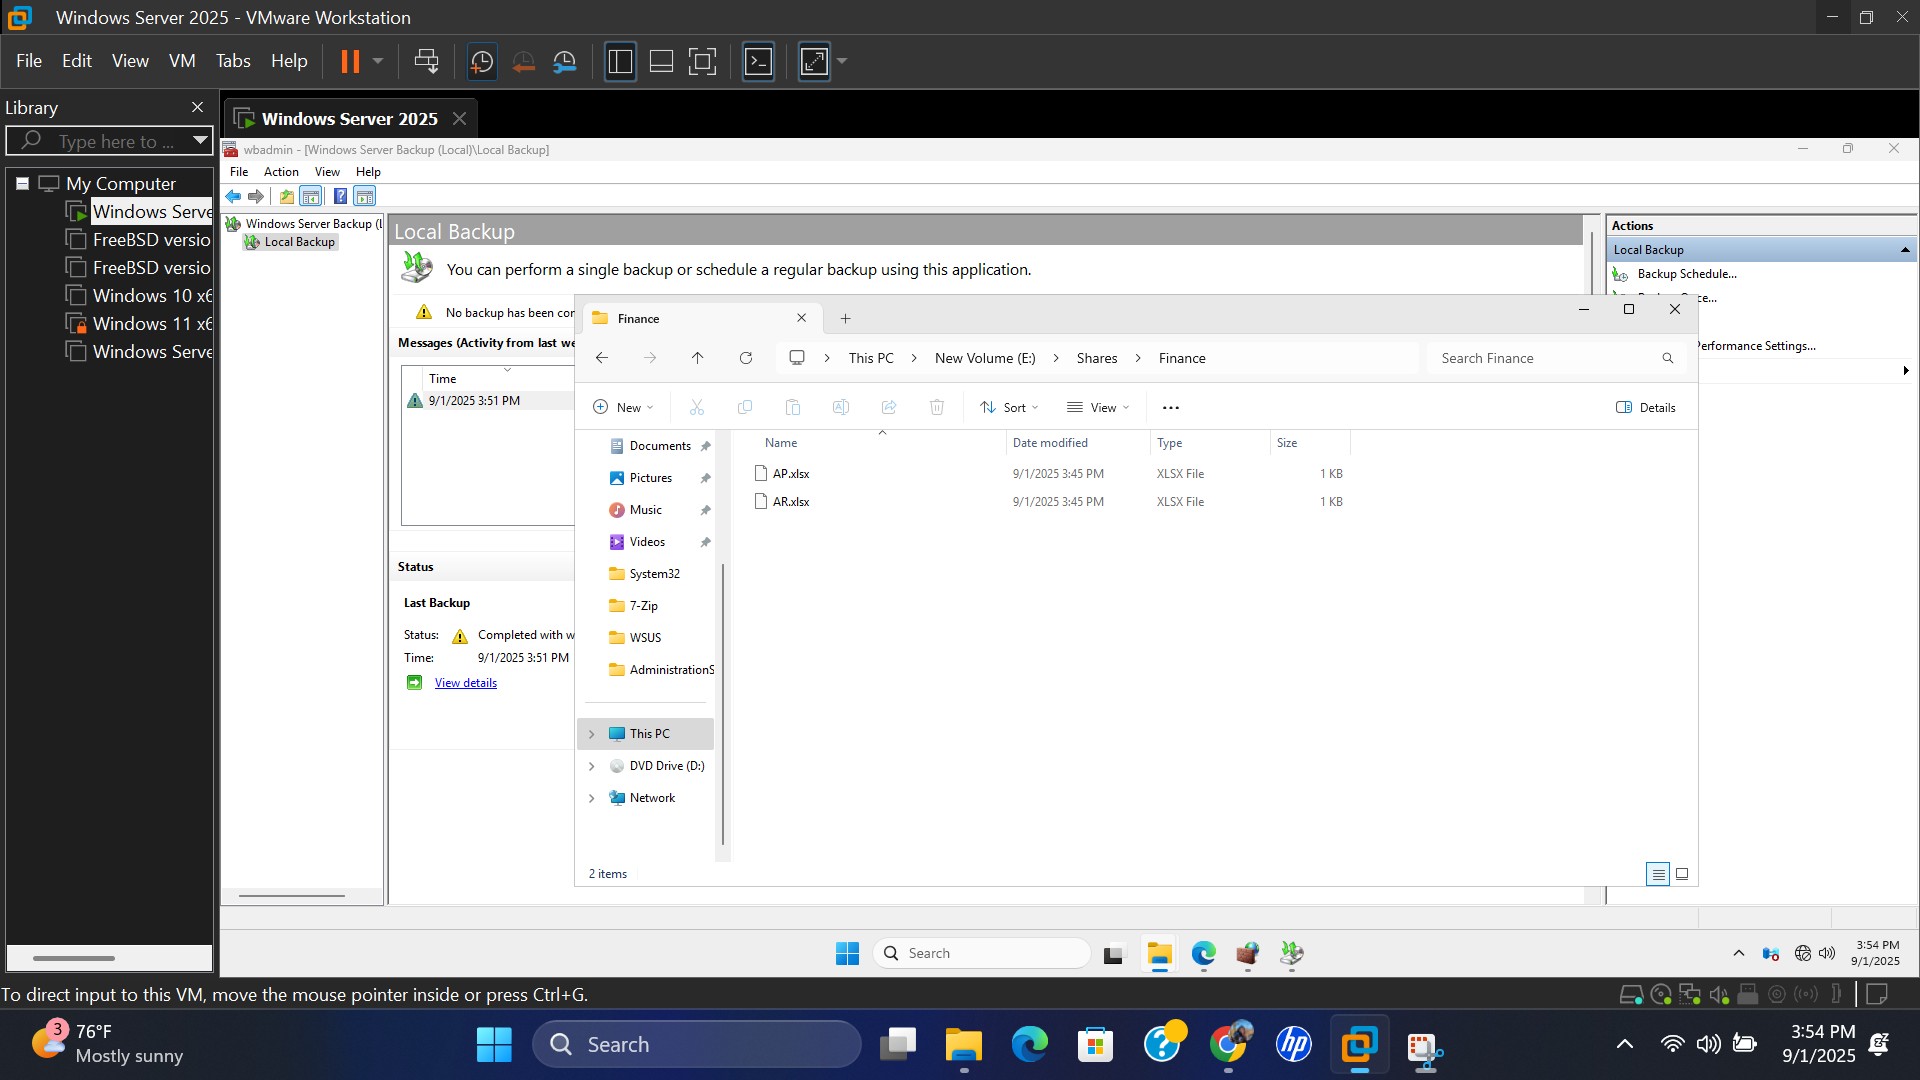 Windows Server 2025 - VMware Workstation
File Edit View VM Tabs Help
Library
Type here to ...
My Computer
Windows Serve
FreeBSD versio
FreeBSD versio
Windows 10 x6
Windows 11 x6
Windows Serve
Windows Server 2025
wbadmin - [Windows Server Backup (Local)\Local Backup]
File Action View Help
Windows Server Backup (L
Local Backup
Local Backup
You can perform a single backup or schedule a regular backup using this application.
No backup has been con
Messages (Activity from last we
Time
9/1/2025 3:51 PM
Status
Last Backup
Status: Completed with w
Time: 9/1/2025 3:51 PM
View details
Actions
Local Backup
Backup Schedule...
Performance Settings...
Finance
This PC > New Volume (E:) > Shares > Finance
Search Finance
New Sort View ... Details
Documents
Pictures
Music
Videos
System32
7-Zip
WSUS
AdministrationS
This PC
DVD Drive (D:)
Network
Name Date modified Type Size
AP.xlsx 9/1/2025 3:45 PM XLSX File 1 KB
AR.xlsx 9/1/2025 3:45 PM XLSX File 1 KB
2 items
Search
3:54 PM
9/1/2025
To direct input to this VM, move the mouse pointer inside or press Ctrl+G.
3
76°F
Mostly sunny
Search
hp
3:54 PM
9/1/2025